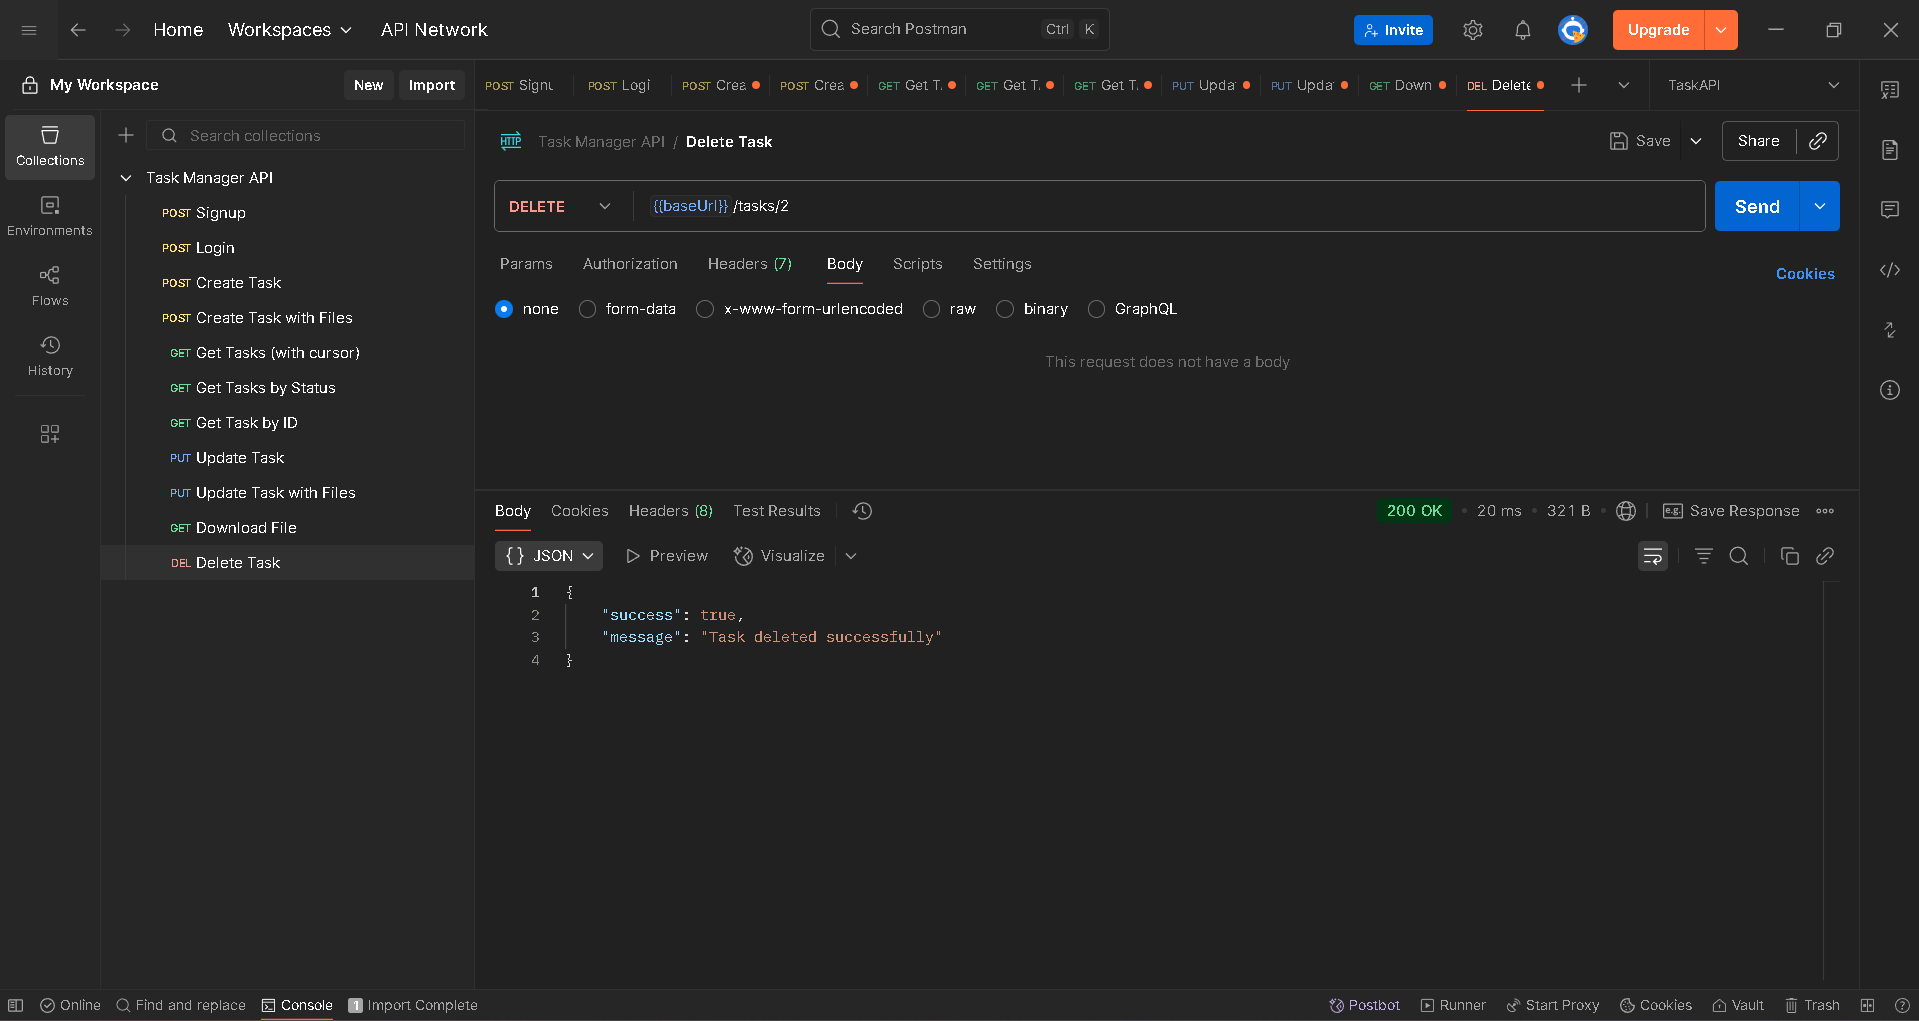 Home Workspaces API Network Search Postman Ctrl K Invite Upgrade
My Workspace New Import
POST Signu POST Logi POST Crea POST Crea GET Get T. GET Get T. GET Get T. PUT Upda PUT Upda GET Down DEL Delete TaskAPI
Collections
Environments
Flows
History
Search collections
Task Manager API
POST Signup
POST Login
POST Create Task
POST Create Task with Files
GET Get Tasks (with cursor)
GET Get Tasks by Status
GET Get Task by ID
PUT Update Task
PUT Update Task with Files
GET Download File
DEL Delete Task
HTTP Task Manager API / Delete Task Save Share
DELETE {{baseUrl}}/tasks/2 Send
Params Authorization Headers (7) Body Scripts Settings Cookies
none form-data x-www-form-urlencoded raw binary GraphQL
This request does not have a body
Body Cookies Headers (8) Test Results 200 OK • 20 ms • 321 B • e.g. Save Response
{} JSON Preview Visualize
1 {
2 "success": true,
3 "message": "Task deleted successfully"
4 }
Online Find and replace Console 1 Import Complete Postbot Runner Start Proxy Cookies Vault Trash